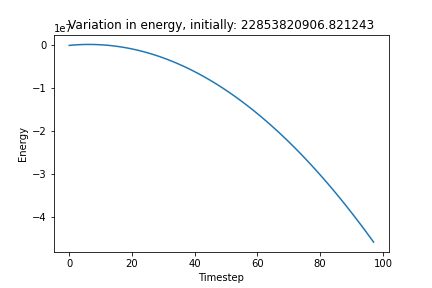 Variation in energy, initially: 22853820906.821243
1e7
0
−1
−2
−3
−4
Energy
0 20 40 60 80 100
Timestep